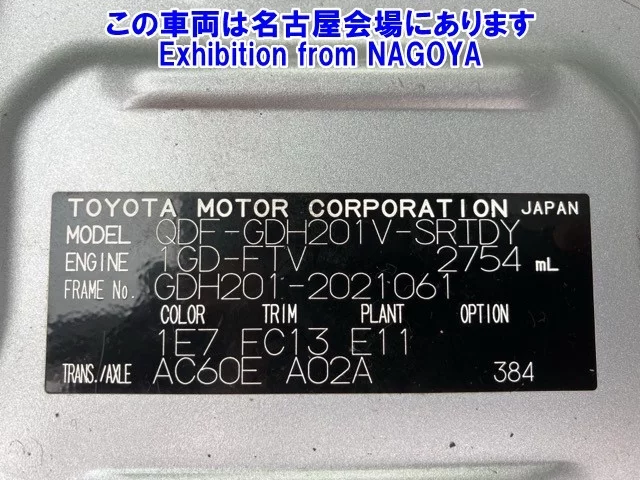 この車両は名古屋会場にあります
Exhibition from NAGOYA
TOYOTA MOTOR CORPORATION JAPAN
MODEL QDF-GDH201V-SRTDY
ENGINE 1GD-FTV 2754 mL
FRAME No. GDH201-2021061
COLOR TRIM PLANT OPTION
1E7 FC13 E11
TRANS./AXLE AC60E A02A 384